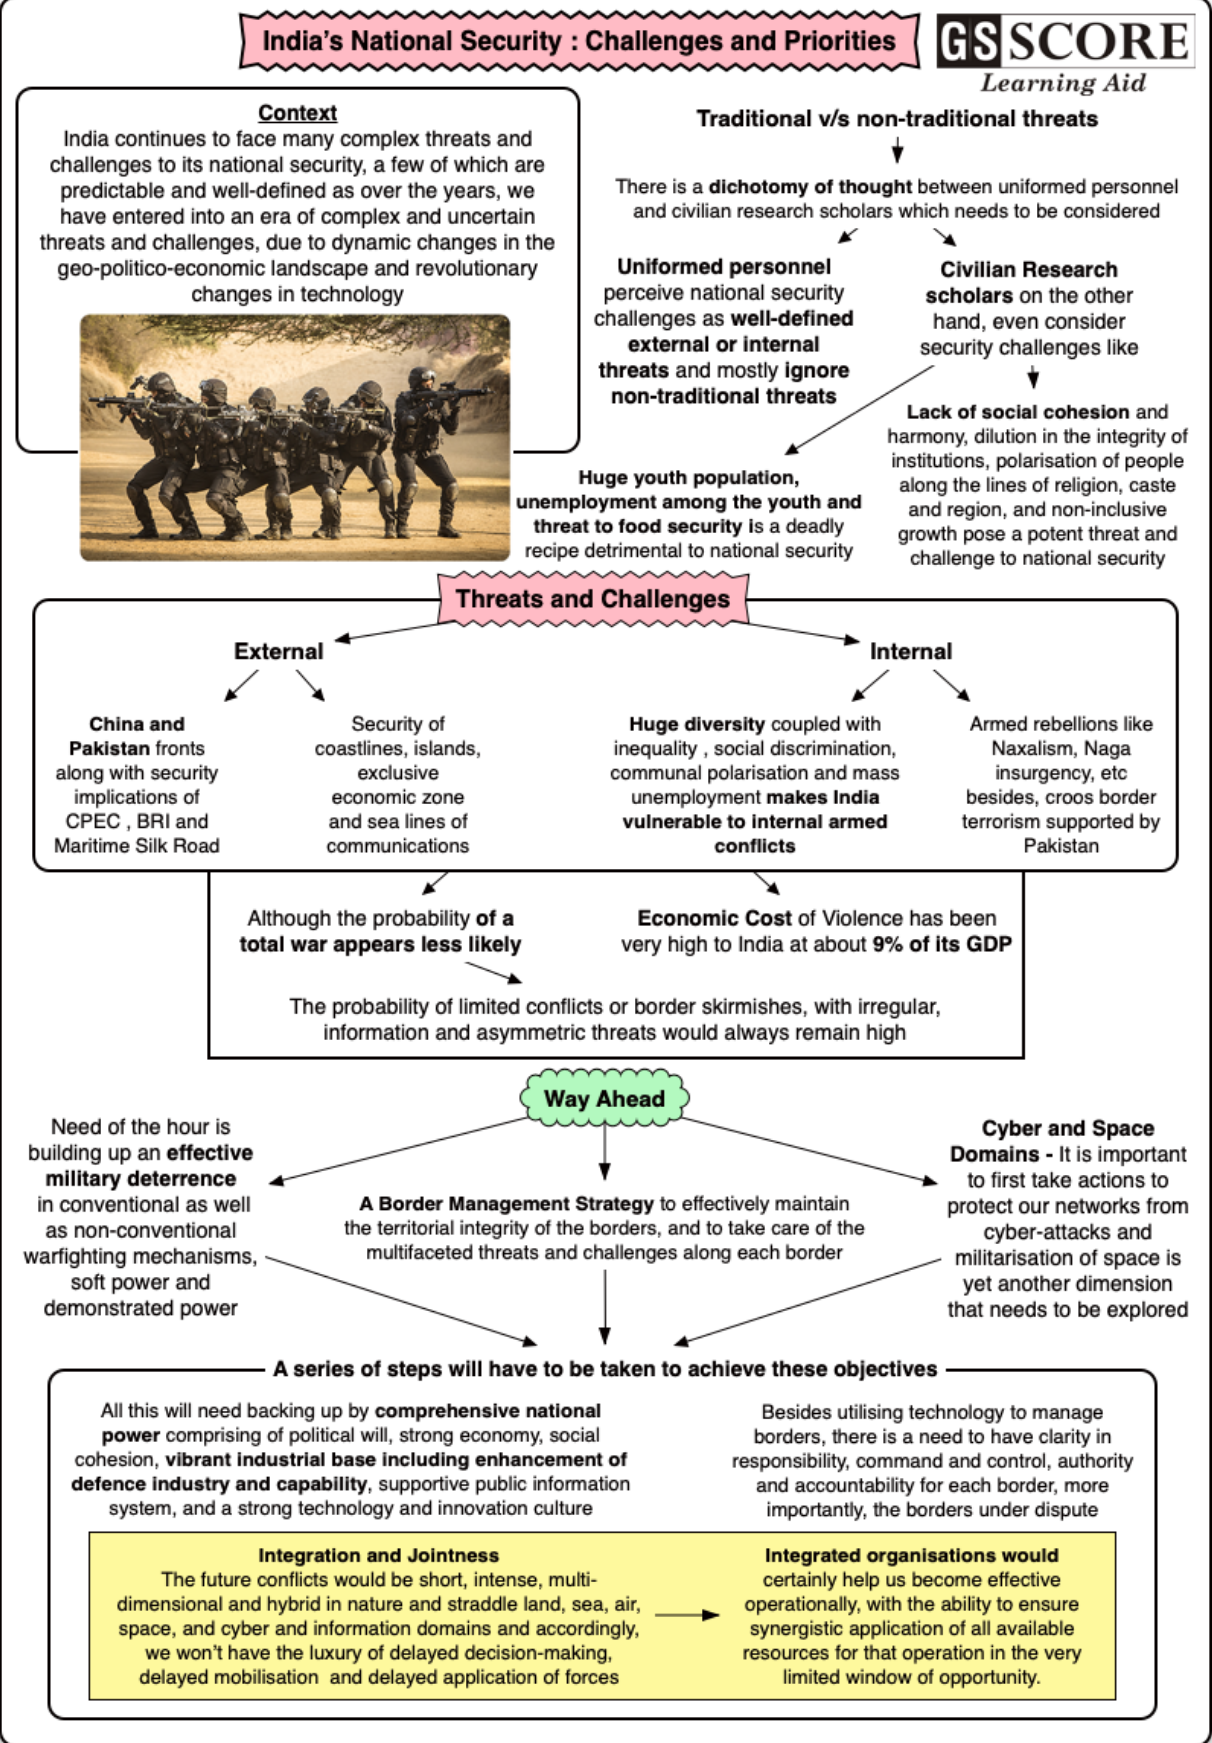 India's National Security : Challenges and Priorities
GS SCORE
Learning Aid
Context
India continues to face many complex threats and
challenges to its national security, a few of which are
predictable and well-defined as over the years, we
have entered into an era of complex and uncertain
threats and challenges, due to dynamic changes in the
geo-politico-economic landscape and revolutionary
changes in technology
Traditional v/s non-traditional threats
There is a dichotomy of thought between uniformed personnel
and civilian research scholars which needs to be considered
Uniformed personnel
perceive national security
challenges as well-defined
external or internal
threats and mostly ignore
non-traditional threats
Civilian Research
scholars on the other
hand, even consider
security challenges like
Huge youth population,
unemployment among the youth and
threat to food security is a deadly
recipe detrimental to national security
Lack of social cohesion and
harmony, dilution in the integrity of
institutions, polarisation of people
along the lines of religion, caste
and region, and non-inclusive
growth pose a potent threat and
challenge to national security
Threats and Challenges
External
China and
Pakistan fronts
along with security
implications of
CPEC , BRI and
Maritime Silk Road
Security of
coastlines, islands,
exclusive
economic zone
and sea lines of
communications
Internal
Huge diversity coupled with
inequality , social discrimination,
communal polarisation and mass
unemployment makes India
vulnerable to internal armed
conflicts
Armed rebellions like
Naxalism, Naga
insurgency, etc
besides, croos border
terrorism supported by
Pakistan
Although the probability of a
total war appears less likely
Economic Cost of Violence has been
very high to India at about 9% of its GDP
The probability of limited conflicts or border skirmishes, with irregular,
information and asymmetric threats would always remain high
Way Ahead
Need of the hour is
building up an effective
military deterrence
in conventional as well
as non-conventional
warfighting mechanisms,
soft power and
demonstrated power
A Border Management Strategy to effectively maintain
the territorial integrity of the borders, and to take care of the
multifaceted threats and challenges along each border
Cyber and Space
Domains - It is important
to first take actions to
protect our networks from
cyber-attacks and
militarisation of space is
yet another dimension
that needs to be explored
A series of steps will have to be taken to achieve these objectives
All this will need backing up by comprehensive national
power comprising of political will, strong economy, social
cohesion, vibrant industrial base including enhancement of
defence industry and capability, supportive public information
system, and a strong technology and innovation culture
Besides utilising technology to manage
borders, there is a need to have clarity in
responsibility, command and control, authority
and accountability for each border, more
importantly, the borders under dispute
Integration and Jointness
The future conflicts would be short, intense, multi-
dimensional and hybrid in nature and straddle land, sea, air,
space, and cyber and information domains and accordingly,
we won't have the luxury of delayed decision-making,
delayed mobilisation and delayed application of forces
Integrated organisations would
certainly help us become effective
operationally, with the ability to ensure
synergistic application of all available
resources for that operation in the very
limited window of opportunity.